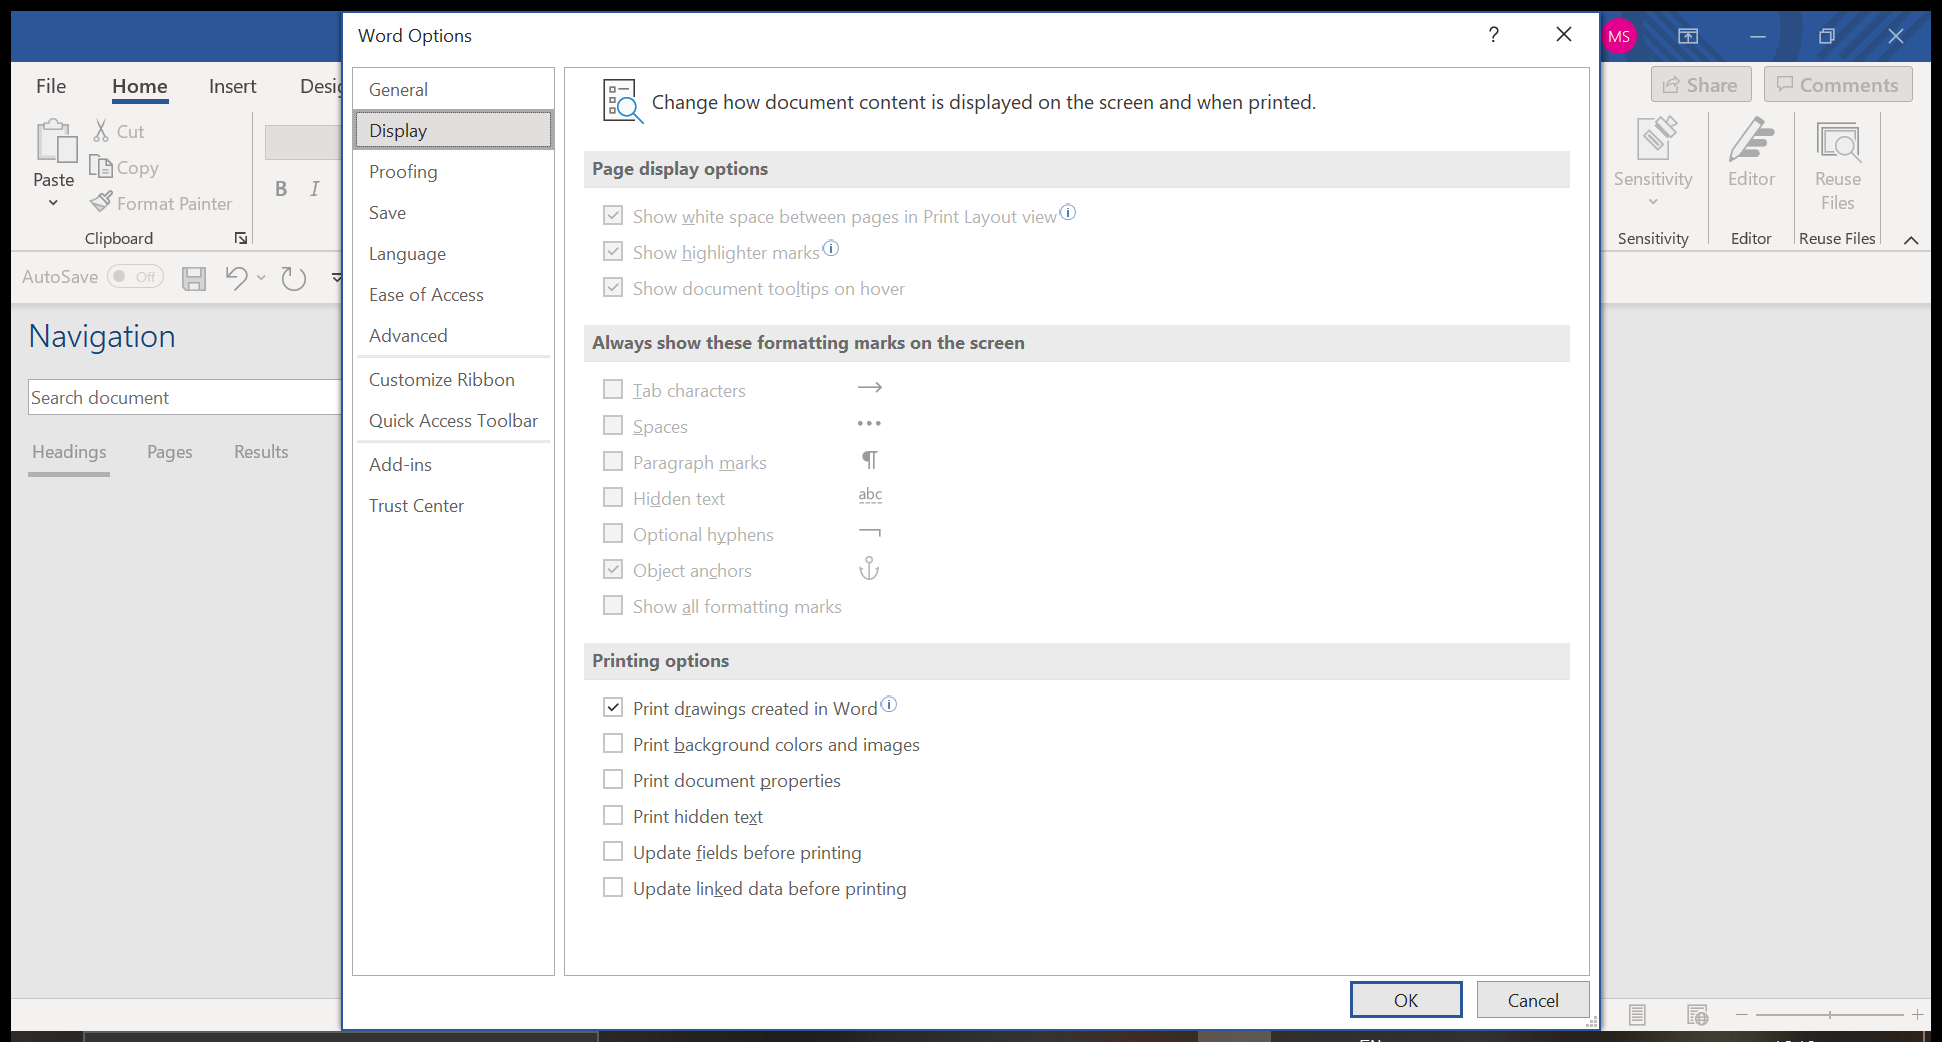 Word Options
?
MS
File Home Insert
Share Comments
Paste
Cut
Copy
Format Painter
Clipboard
B I
Sensitivity
Editor
Reuse Files
Sensitivity Editor Reuse Files
AutoSave Off
Navigation
Search document
Headings Pages Results
General
Display
Proofing
Save
Language
Ease of Access
Advanced
Customize Ribbon
Quick Access Toolbar
Add-ins
Trust Center
Change how document content is displayed on the screen and when printed.
Page display options
Show white space between pages in Print Layout view
Show highlighter marks
Show document tooltips on hover
Always show these formatting marks on the screen
Tab characters →
Spaces •••
Paragraph marks ¶
Hidden text abc
Optional hyphens ¬
Object anchors
Show all formatting marks
Printing options
Print drawings created in Word
Print background colors and images
Print document properties
Print hidden text
Update fields before printing
Update linked data before printing
OK Cancel